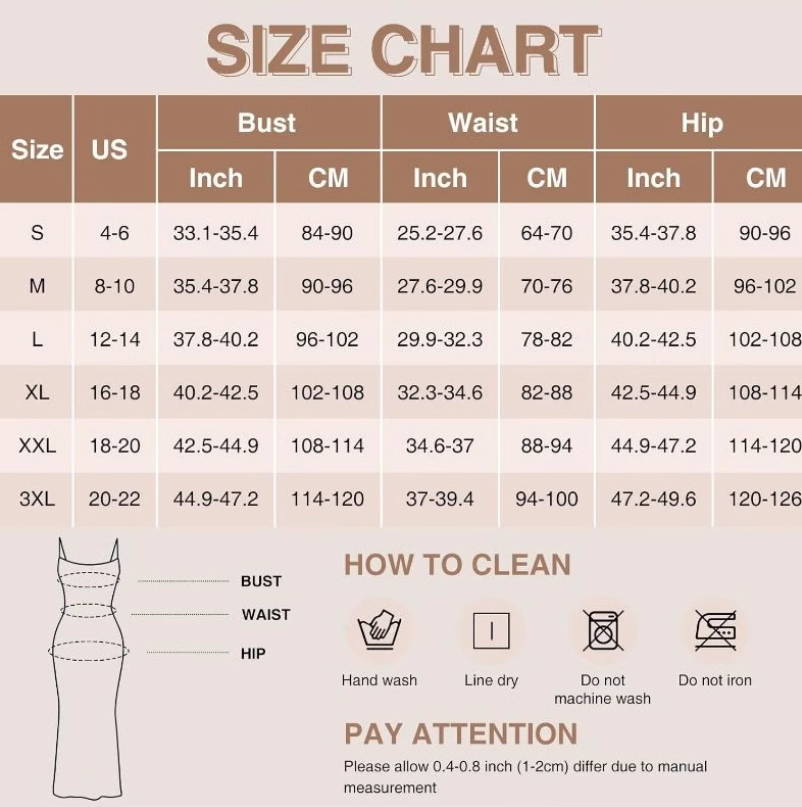 SIZE CHART
Size US Bust Waist Hip
Inch CM Inch CM Inch CM
S 4-6 33.1-35.4 84-90 25.2-27.6 64-70 35.4-37.8 90-96
M 8-10 35.4-37.8 90-96 27.6-29.9 70-76 37.8-40.2 96-102
L 12-14 37.8-40.2 96-102 29.9-32.3 78-82 40.2-42.5 102-108
XL 16-18 40.2-42.5 102-108 32.3-34.6 82-88 42.5-44.9 108-114
XXL 18-20 42.5-44.9 108-114 34.6-37 88-94 44.9-47.2 114-120
3XL 20-22 44.9-47.2 114-120 37-39.4 94-100 47.2-49.6 120-126
BUST
WAIST
HIP
HOW TO CLEAN
Hand wash Line dry Do not Do not iron
machine wash
PAY ATTENTION
Please allow 0.4-0.8 inch (1-2cm) differ due to manual
measurement